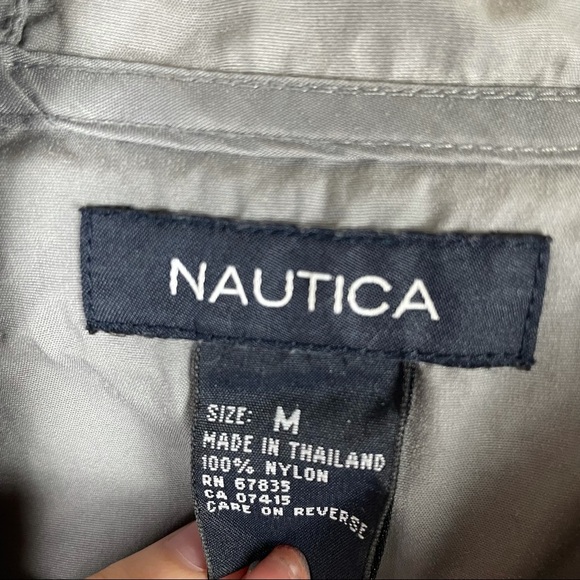 NAUTICA
SIZE: M
MADE IN THAILAND
100% NYLON
RN 67835
CA 07415
CARE ON REVERSE